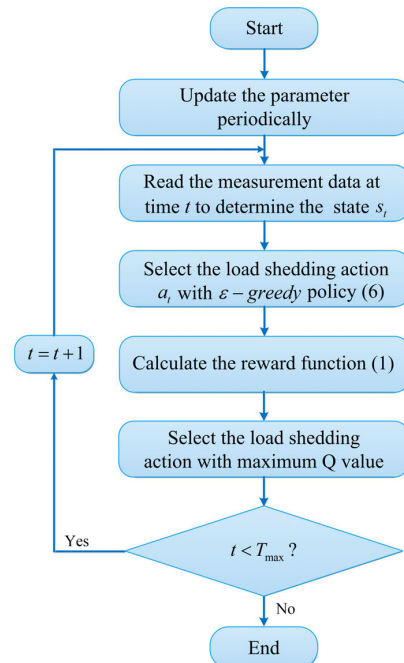 Start
Update the parameter
periodically
Read the measurement data at
time t to determine the state s_t
Select the load shedding action
a_t with ε − greedy policy (6)
t = t + 1
Calculate the reward function (1)
Select the load shedding
action with maximum Q value
Yes
t < T_max ?
No
End